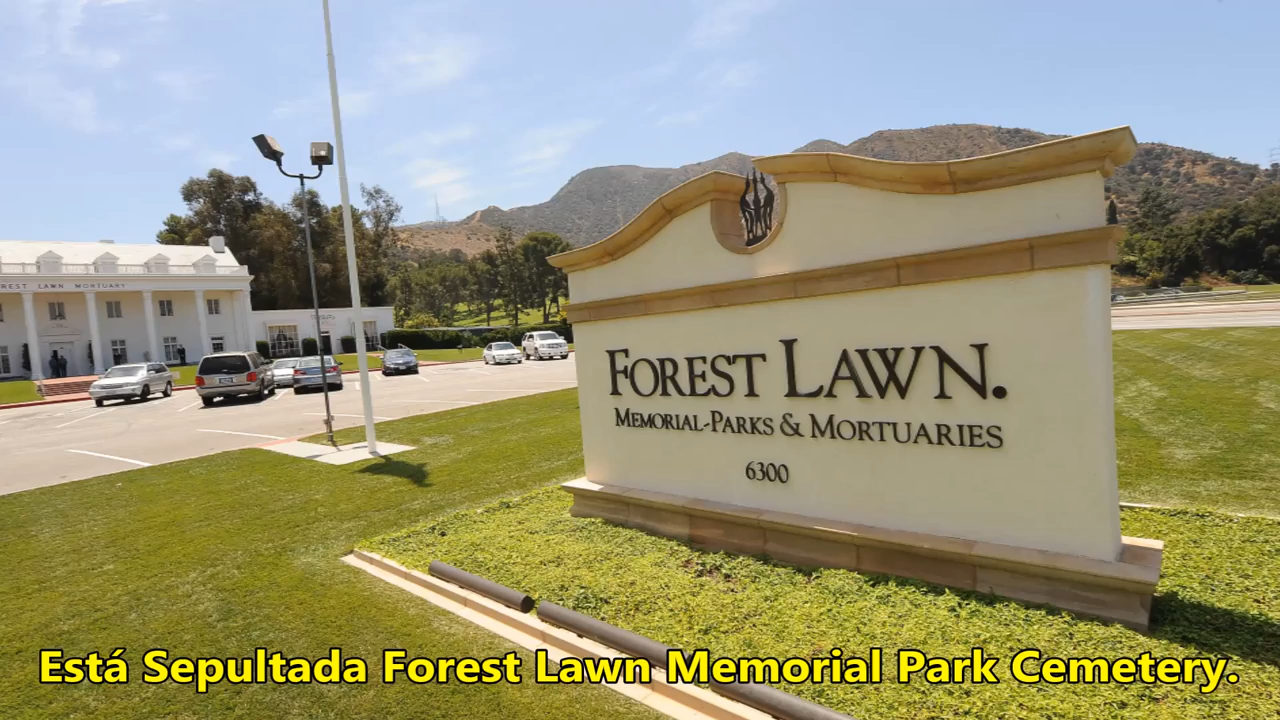 FOREST LAWN MORTUARY
FOREST LAWN.
MEMORIAL-PARKS & MORTUARIES
6300
Está Sepultada Forest Lawn Memorial Park Cemetery.